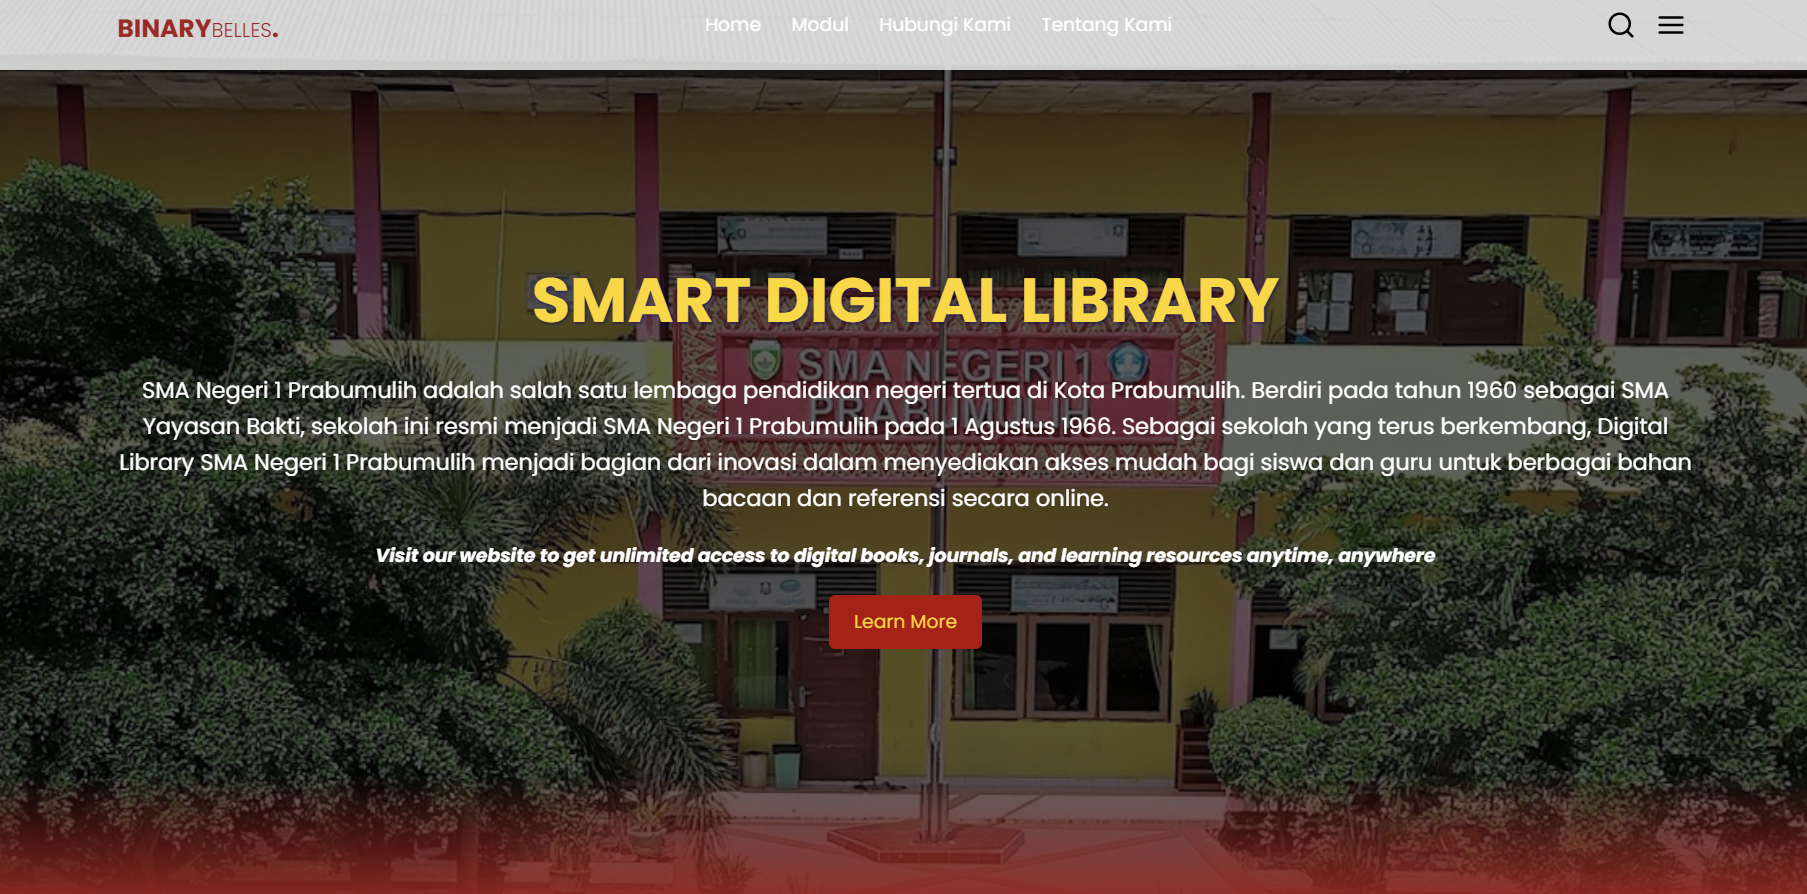 BINARYBELLES.
Home Modul Hubungi Kami Tentang Kami
SMART DIGITAL LIBRARY
SMA NEGERI 1
PRABUMULIH
SMA Negeri 1 Prabumulih adalah salah satu lembaga pendidikan negeri tertua di Kota Prabumulih. Berdiri pada tahun 1960 sebagai SMA
Yayasan Bakti, sekolah ini resmi menjadi SMA Negeri 1 Prabumulih pada 1 Agustus 1966. Sebagai sekolah yang terus berkembang, Digital
Library SMA Negeri 1 Prabumulih menjadi bagian dari inovasi dalam menyediakan akses mudah bagi siswa dan guru untuk berbagai bahan
bacaan dan referensi secara online.
Visit our website to get unlimited access to digital books, journals, and learning resources anytime, anywhere
Learn More